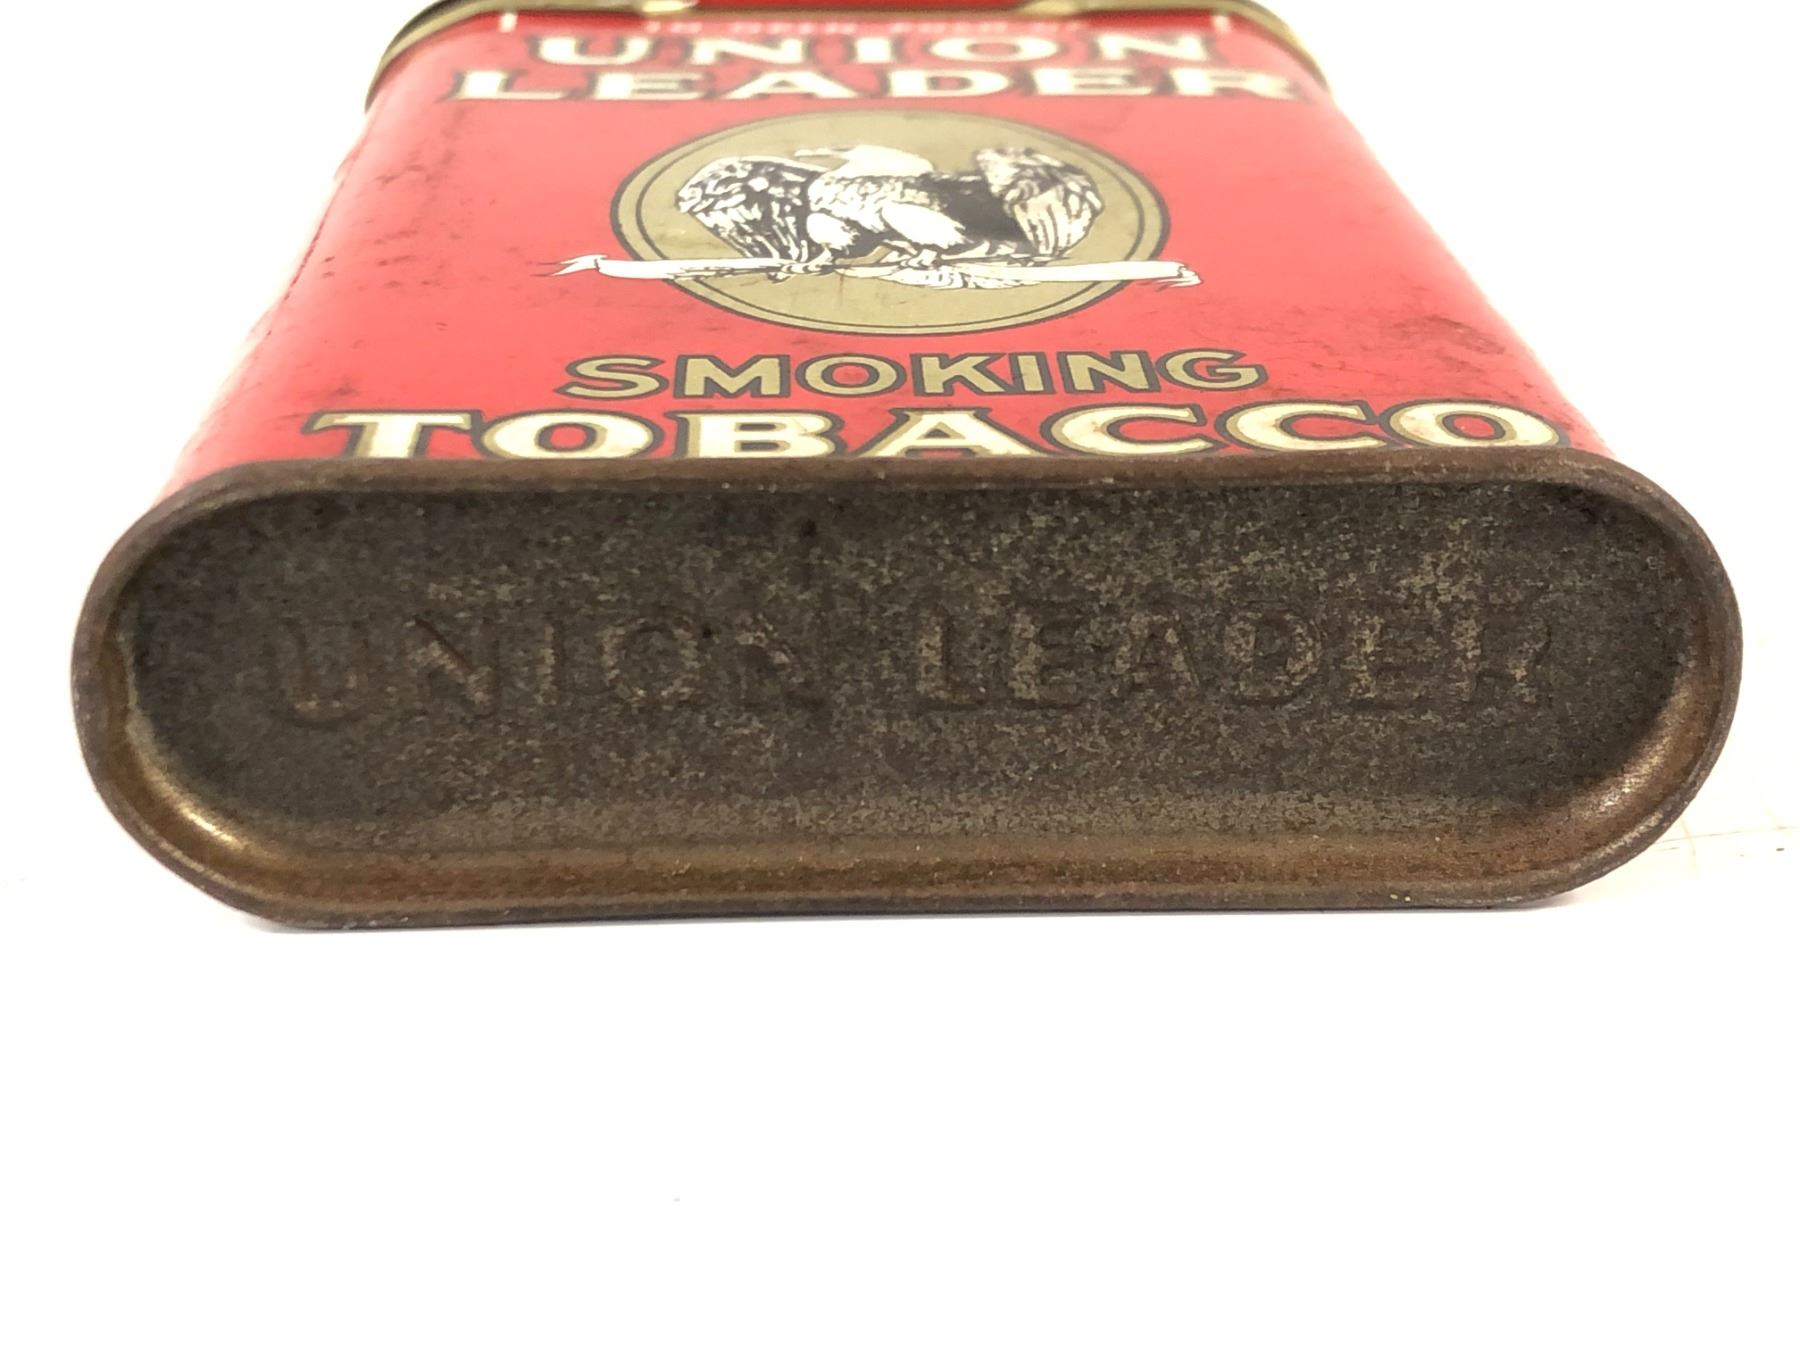 UNION
LEADER
SMOKING
TOBACCO
UNION LEADER